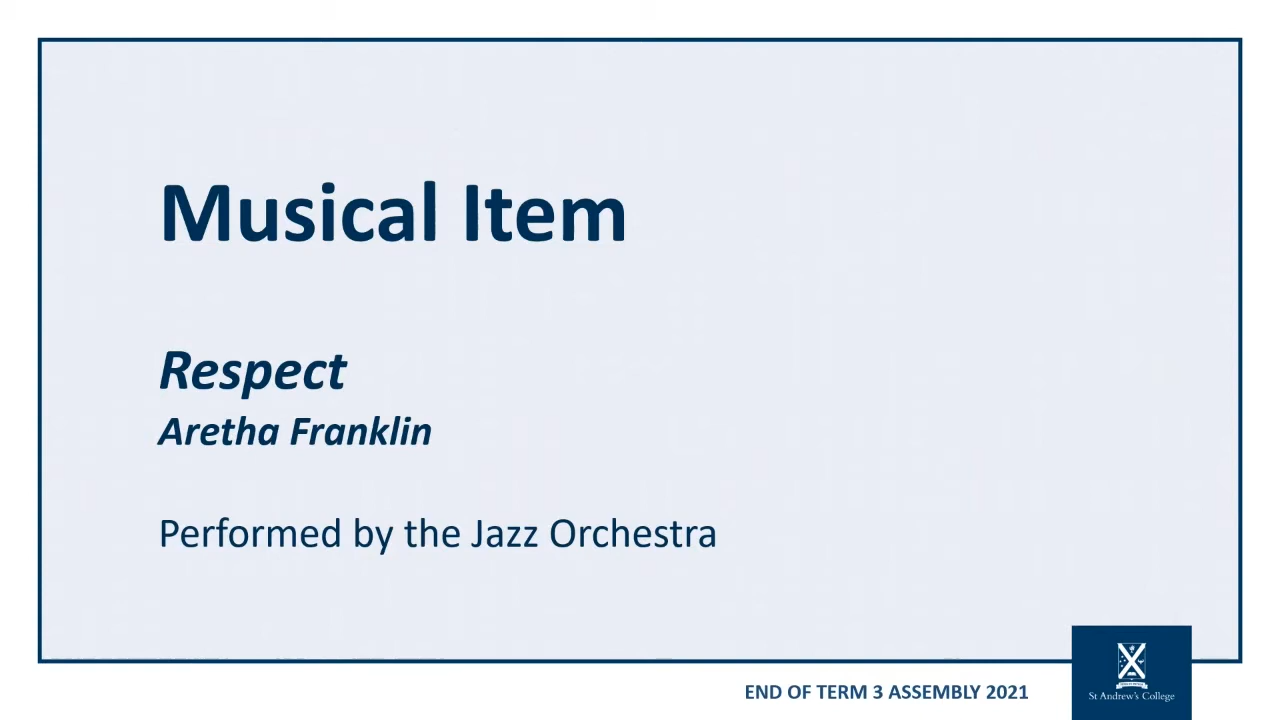 Musical Item
Respect
Aretha Franklin
Performed by the Jazz Orchestra
END OF TERM 3 ASSEMBLY 2021
St Andrew's College